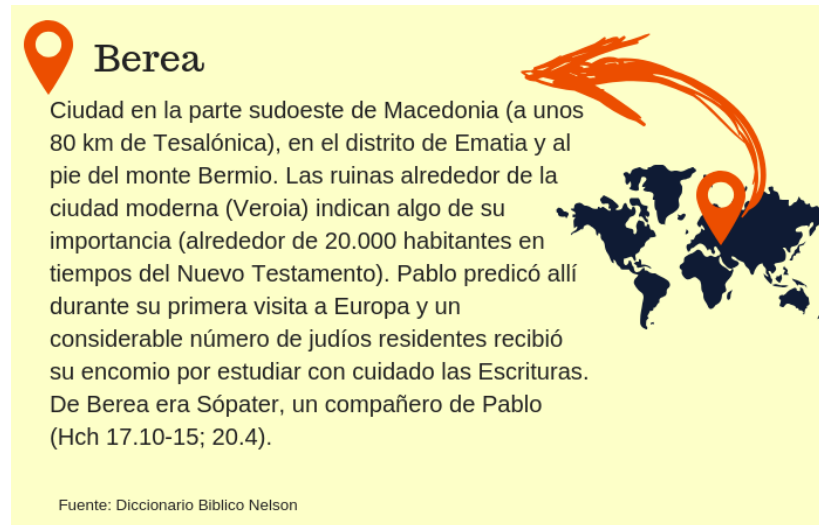 Berea
Ciudad en la parte sudoeste de Macedonia (a unos
80 km de Tesalónica), en el distrito de Ematia y al
pie del monte Bermio. Las ruinas alrededor de la
ciudad moderna (Veroia) indican algo de su
importancia (alrededor de 20.000 habitantes en
tiempos del Nuevo Testamento). Pablo predicó allí
durante su primera visita a Europa y un
considerable número de judíos residentes recibió
su encomio por estudiar con cuidado las Escrituras.
De Berea era Sópater, un compañero de Pablo
(Hch 17.10-15; 20.4).
Fuente: Diccionario Biblico Nelson